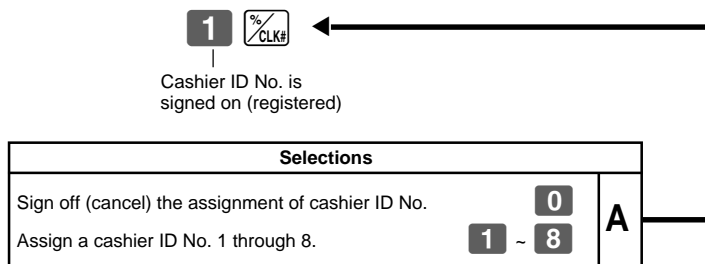 1 %/CLK#
Cashier ID No. is
signed on (registered)
Selections
Sign off (cancel) the assignment of cashier ID No. 0
Assign a cashier ID No. 1 through 8. 1 ~ 8
A